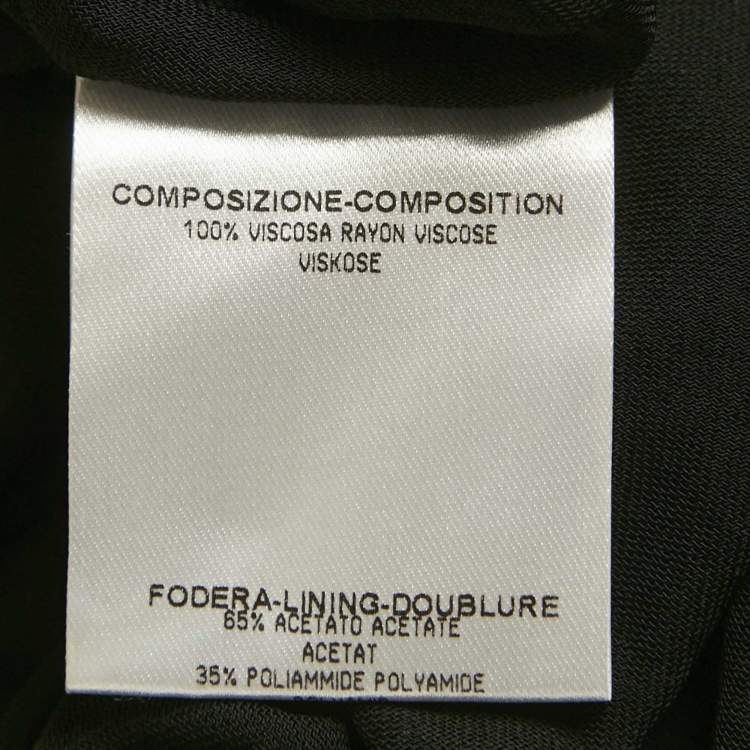 COMPOSIZIONE-COMPOSITION
100% VISCOSA RAYON VISCOSE
VISKOSE
FODERA-LINING-DOUBLURE
65% ACETATO ACETATE
ACETAT
35% POLIAMMIDE POLYAMIDE